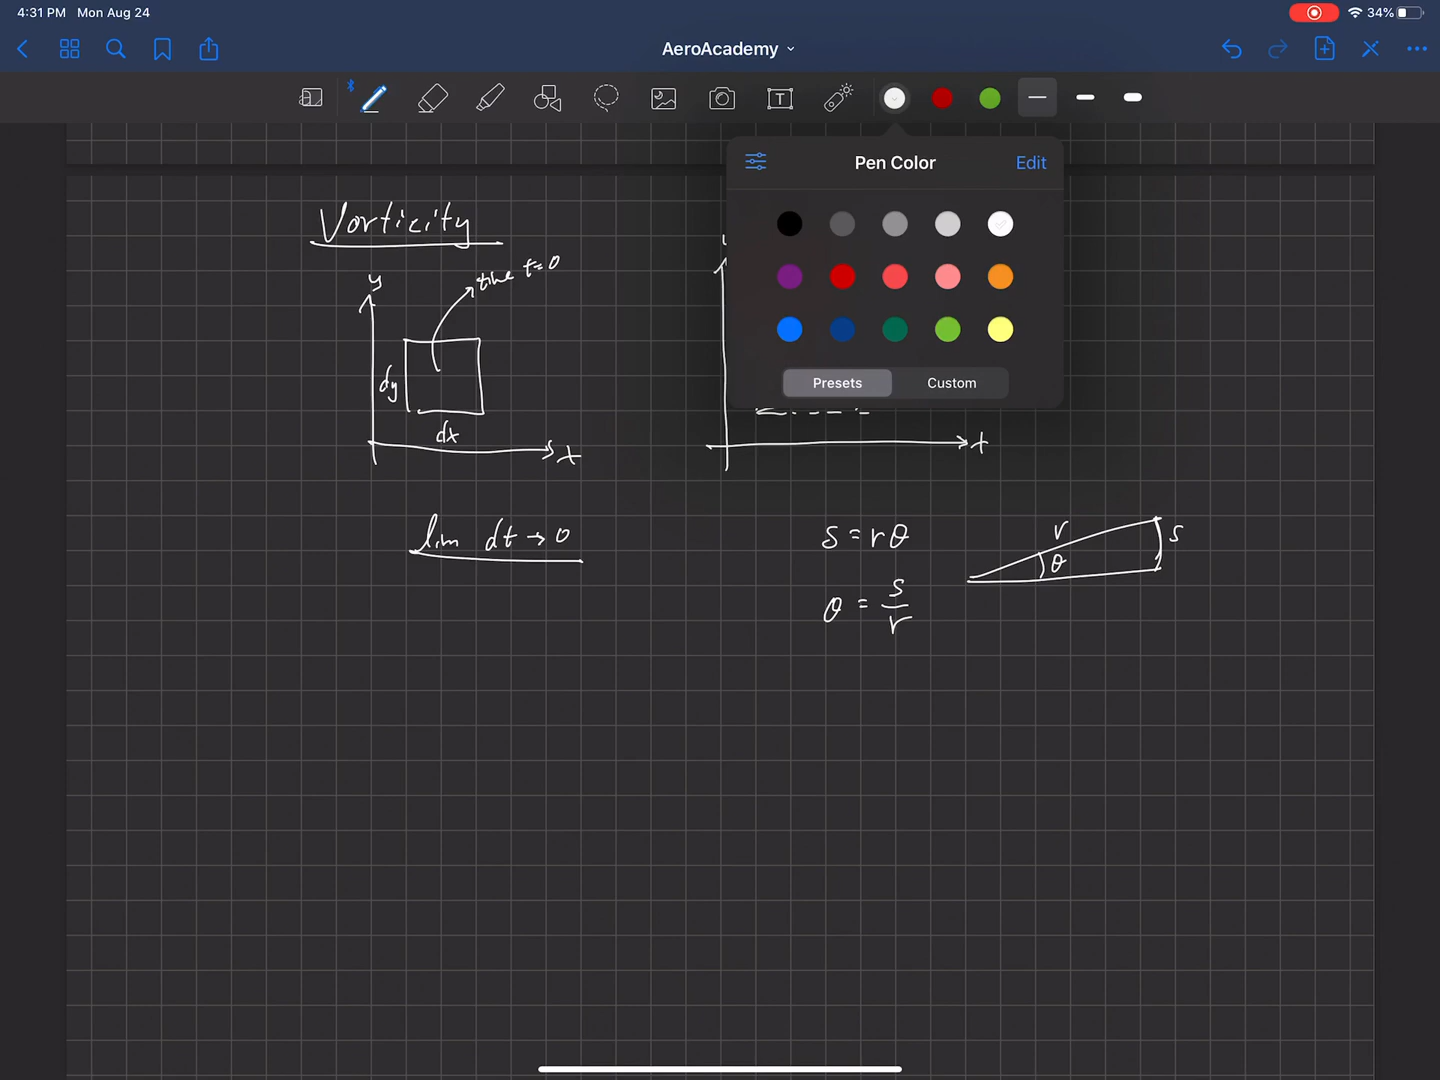 4:31 PM Mon Aug 24
34%
AeroAcademy
T
Pen Color
Edit
Presets
Custom
Vorticity
y
time t=0
dy
dx
x
x
lim dt → 0
s = rθ
r
s
θ
θ = s/r